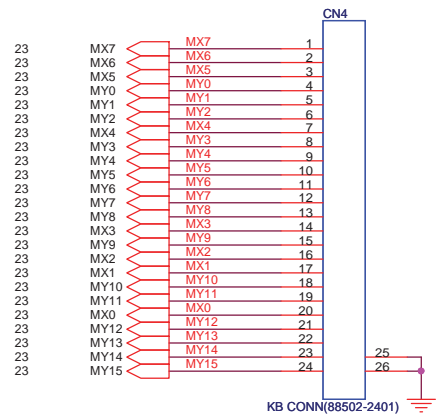 CN4
23 MX7 MX7 1
23 MX6 MX6 2
23 MX5 MX5 3
23 MY0 MY0 4
23 MY1 MY1 5
23 MY2 MY2 6
23 MX4 MX4 7
23 MY3 MY3 8
23 MY4 MY4 9
23 MY5 MY5 10
23 MY6 MY6 11
23 MY7 MY7 12
23 MY8 MY8 13
23 MX3 MX3 14
23 MY9 MY9 15
23 MX2 MX2 16
23 MX1 MX1 17
23 MY10 MY10 18
23 MY11 MY11 19
23 MX0 MX0 20
23 MY12 MY12 21
23 MY13 MY13 22
23 MY14 MY14 23 25
23 MY15 MY15 24 26
KB CONN(88502-2401)